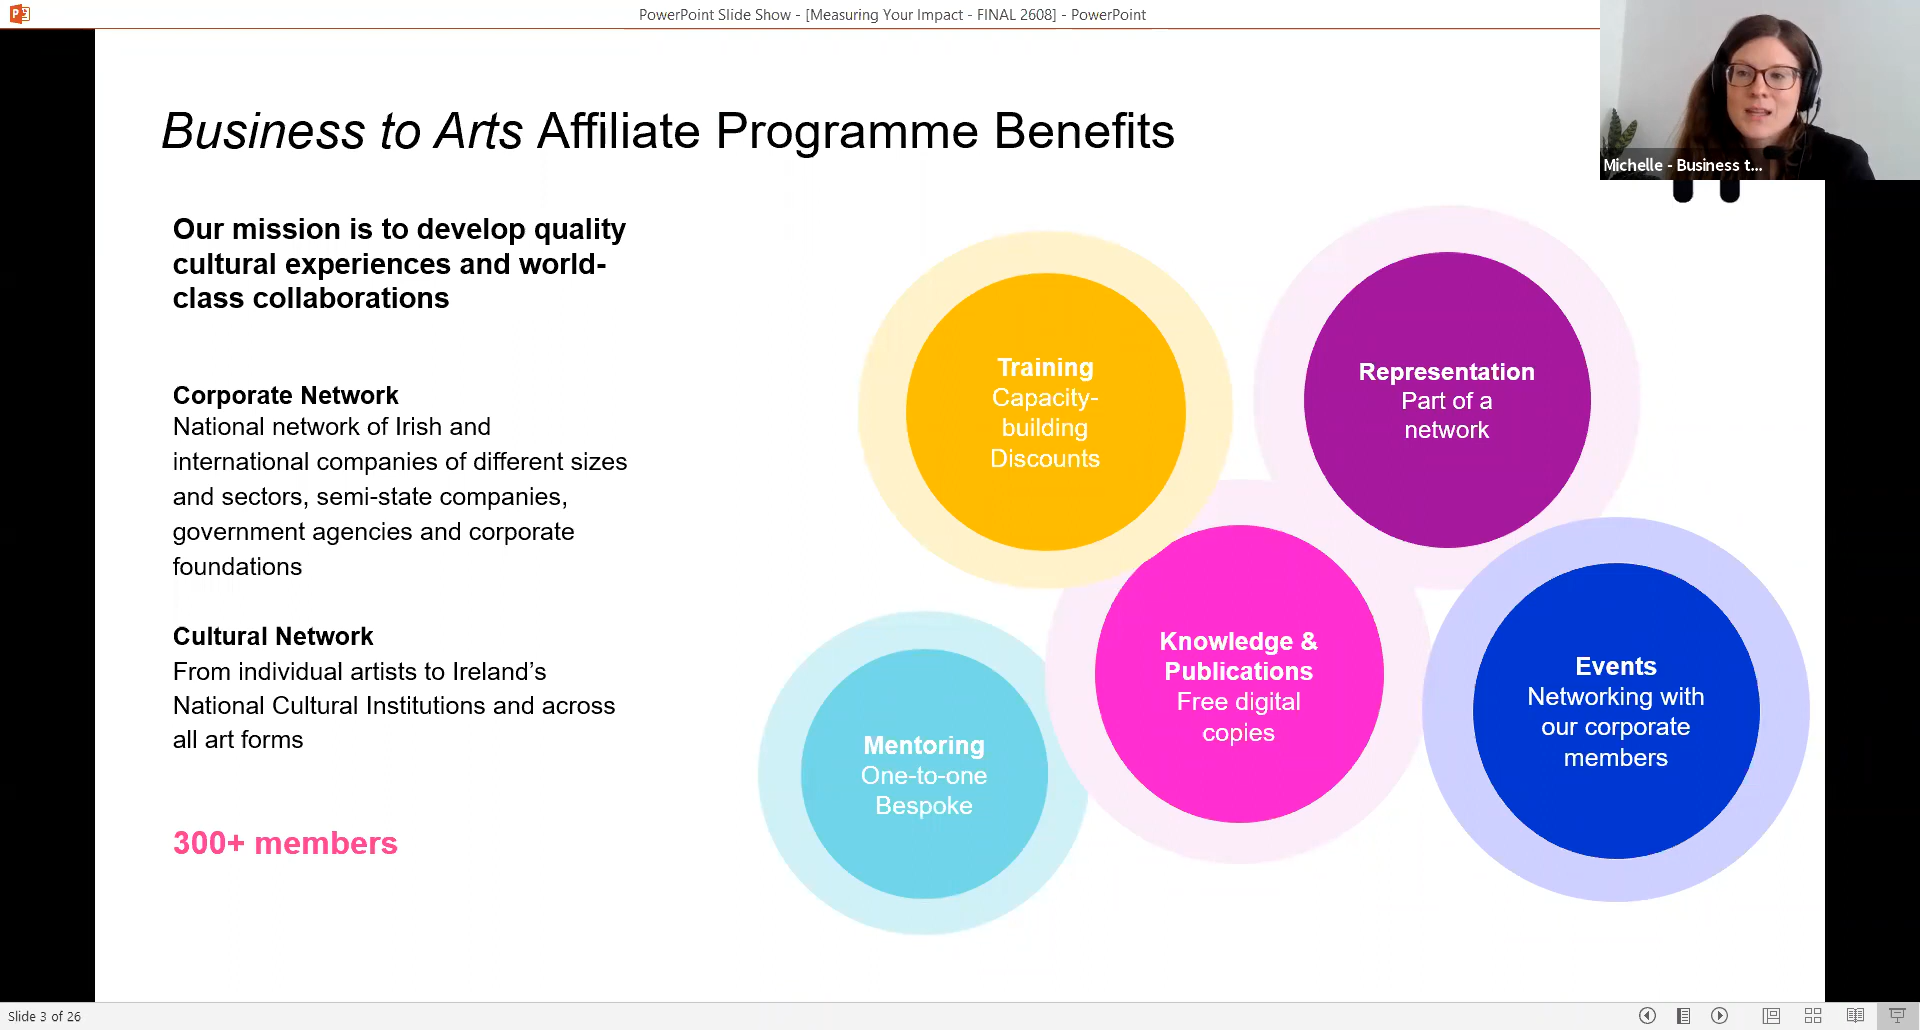 PowerPoint Slide Show - [Measuring Your Impact - FINAL 2608] - PowerPoint
Michelle - Business t...
Business to Arts Affiliate Programme Benefits
Our mission is to develop quality
cultural experiences and world-
class collaborations
Corporate Network
National network of Irish and
international companies of different sizes
and sectors, semi-state companies,
government agencies and corporate
foundations
Cultural Network
From individual artists to Ireland’s
National Cultural Institutions and across
all art forms
300+ members
Training
Capacity-
building
Discounts
Representation
Part of a
network
Mentoring
One-to-one
Bespoke
Knowledge &
Publications
Free digital
copies
Events
Networking with
our corporate
members
Slide 3 of 26